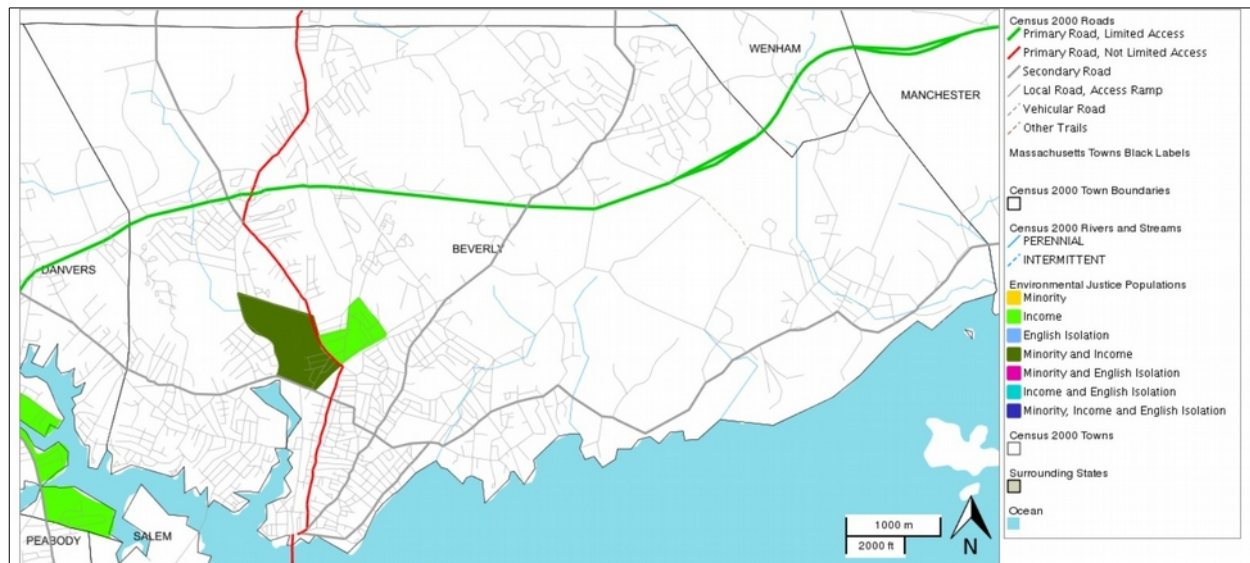 WENHAM
MANCHESTER
BEVERLY
DANVERS
PEABODY
SALEM
1000 m
2000 ft
N
Census 2000 Roads
Primary Road, Limited Access
Primary Road, Not Limited Access
Secondary Road
Local Road, Access Ramp
Vehicular Road
Other Trails
Massachusetts Towns Black Labels
Census 2000 Town Boundaries
Census 2000 Rivers and Streams
PERENNIAL
INTERMITTENT
Environmental Justice Populations
Minority
Income
English Isolation
Minority and Income
Minority and English Isolation
Income and English Isolation
Minority, Income and English Isolation
Census 2000 Towns
Surrounding States
Ocean